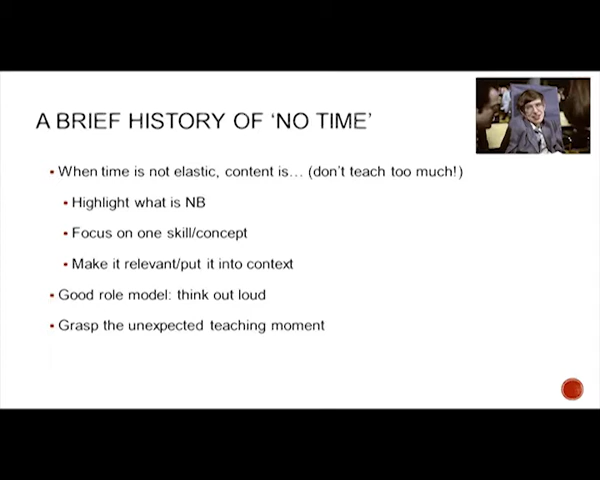 A BRIEF HISTORY OF ‘NO TIME’
• When time is not elastic, content is… (don’t teach too much!)
• Highlight what is NB
• Focus on one skill/concept
• Make it relevant/put it into context
• Good role model: think out loud
• Grasp the unexpected teaching moment